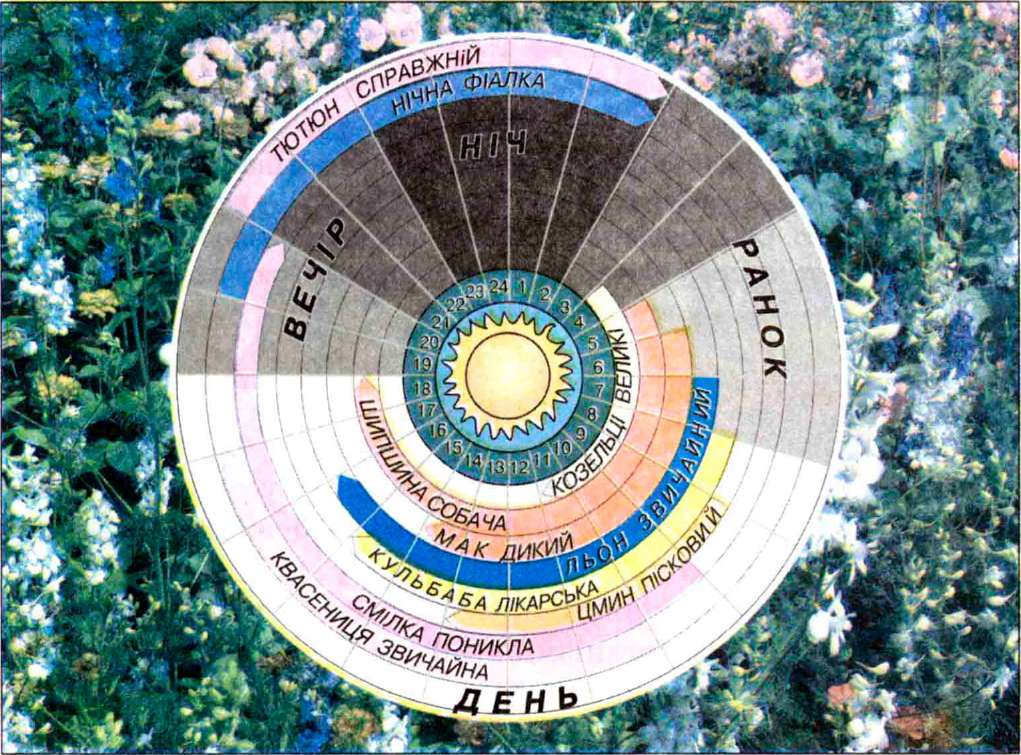 ТЮТЮН СПРАВЖНІЙ
НІЧНА ФІАЛКА
НІЧ
ВЕЧІР
РАНОК
24 1 2 3 4 5 6 7 8 9 10 11 12 13 14 15 16 17 18 19 20 21 22 23
КОЗЕЛЬЦІ ВЕЛИКІ
ШИПШИНА СОБАЧА
МАК ДИКИЙ
ЛЬОН ЗВИЧАЙНИЙ
КУЛЬБАБА ЛІКАРСЬКА
ЦМИН ПІСКОВИЙ
СМІЛКА ПОНИКЛА
КВАСЕНИЦЯ ЗВИЧАЙНА
ДЕНЬ